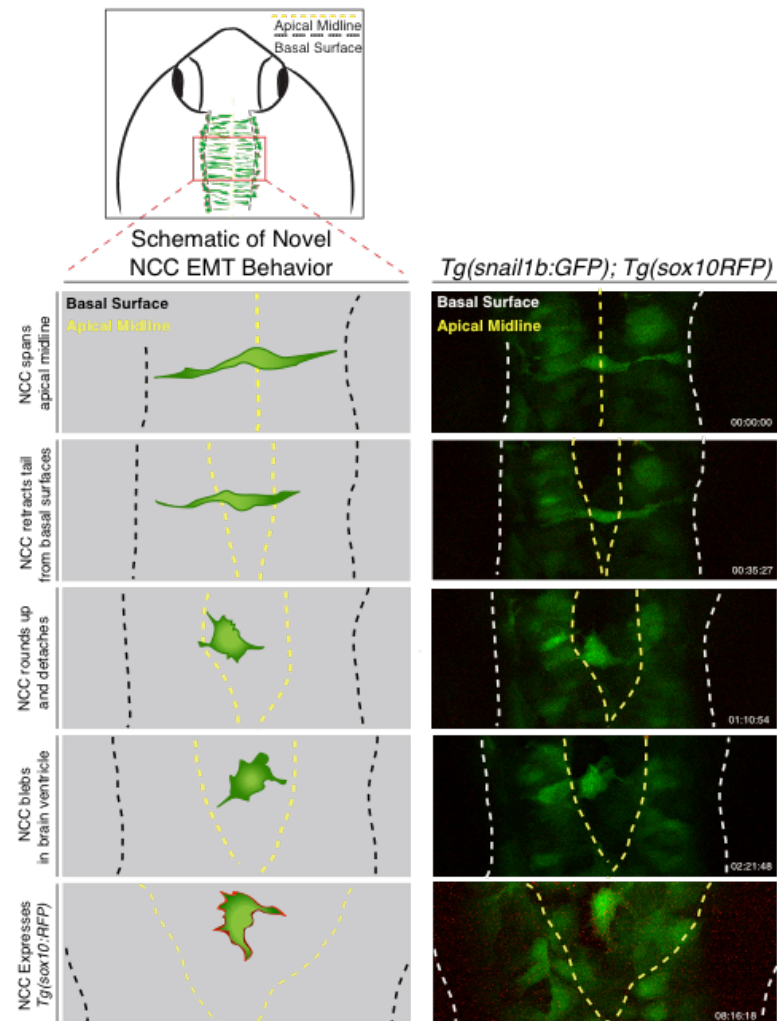 Apical Midline
Basal Surface
Schematic of Novel
NCC EMT Behavior
Tg(snail1b:GFP); Tg(sox10RFP)
NCC spans
apical midline
Basal Surface
Apical Midline
Basal Surface
Apical Midline
00:00:00
NCC retracts tail
from basal surfaces
00:35:27
NCC rounds up
and detaches
01:10:54
NCC blebs
in brain ventricle
02:21:48
NCC Expresses
Tg(sox10:RFP)
08:16:18